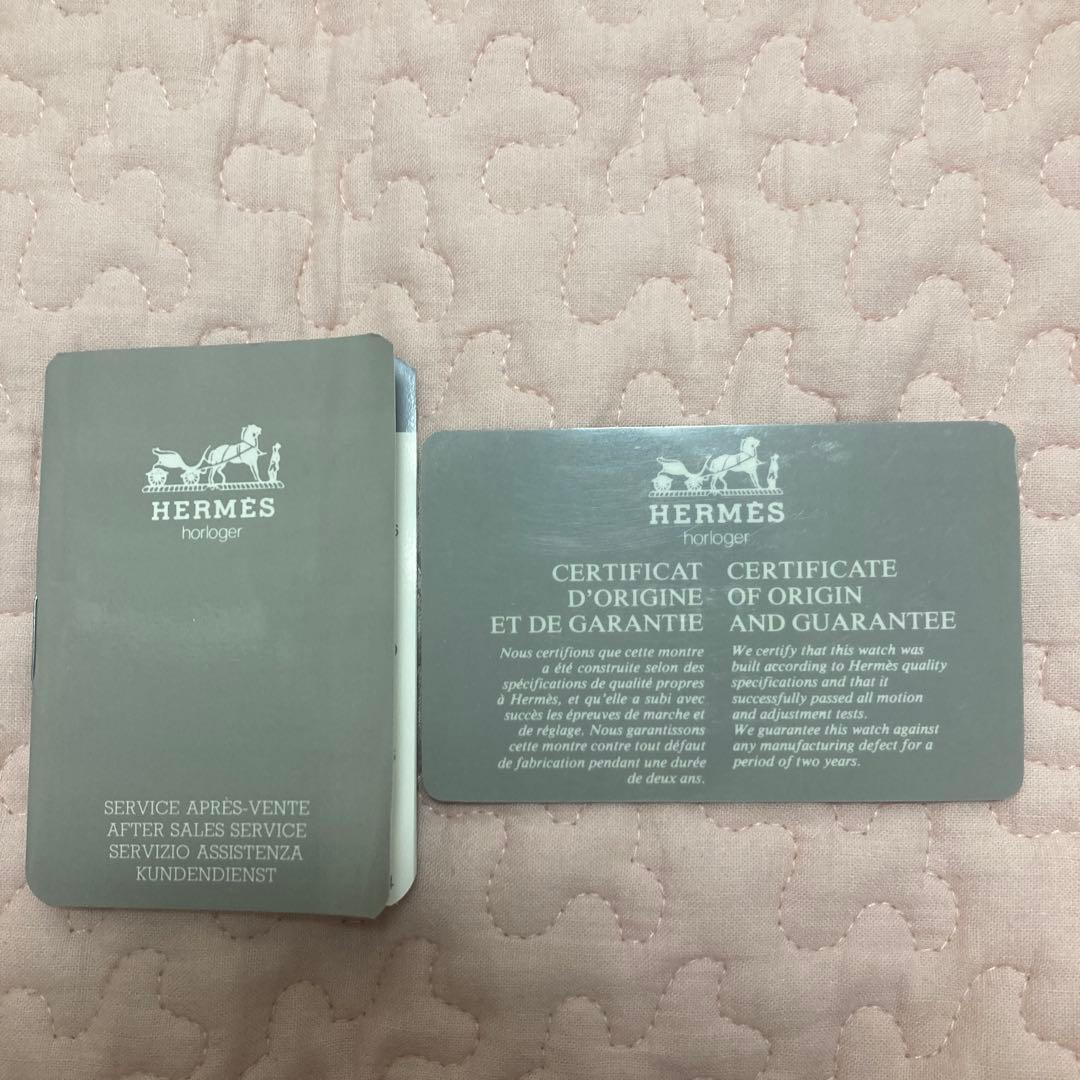 HERMÈS
horloger
SERVICE APRÈS-VENTE
AFTER SALES SERVICE
SERVIZIO ASSISTENZA
KUNDENDIENST
HERMÈS
horloger
CERTIFICAT
D'ORIGINE
ET DE GARANTIE
Nous certifions que cette montre
a été construite selon des
spécifications de qualité propres
à Hermès, et qu'elle a subi avec
succès les épreuves de marche et
de réglage. Nous garantissons
cette montre contre tout défaut
de fabrication pendant une durée
de deux ans.
CERTIFICATE
OF ORIGIN
AND GUARANTEE
We certify that this watch was
built according to Hermès quality
specifications and that it
successfully passed all motion
and adjustment tests.
We guarantee this watch against
any manufacturing defect for a
period of two years.